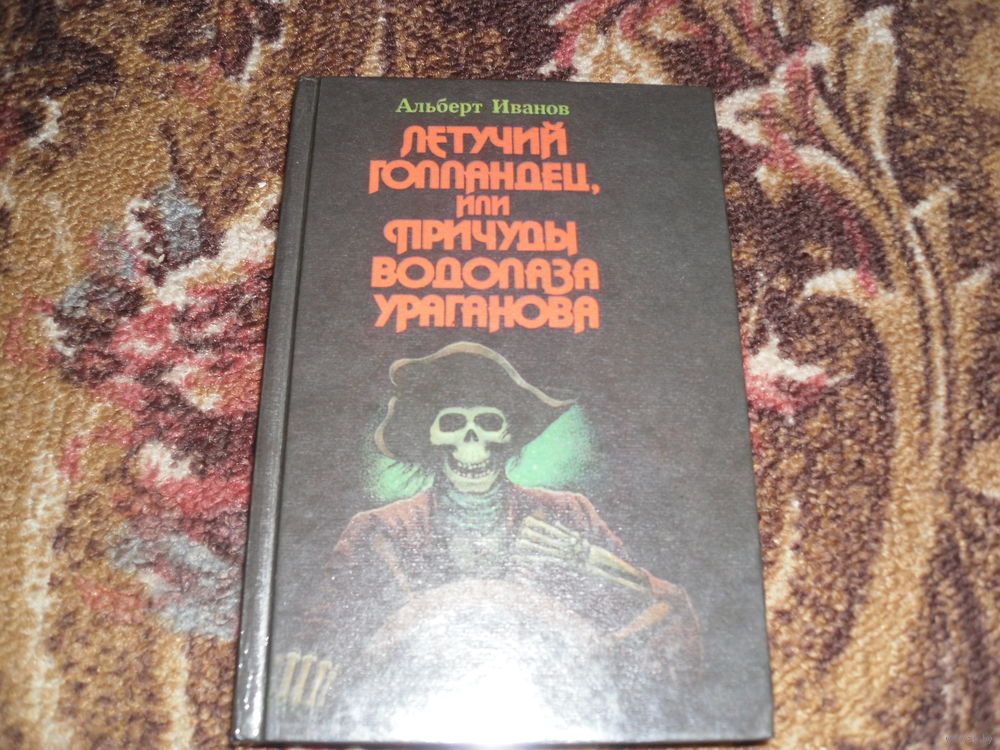 Альберт Иванов
ЛЕТУЧИЙ
ГОЛЛАНДЕЦ,
ИЛИ
ПРИЧУДЫ
ВОДОЛАЗА
УРАГАНОВА